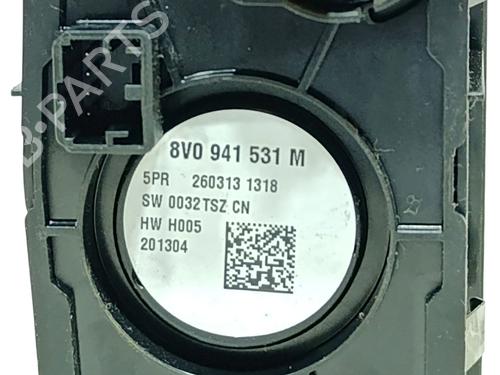 B-PARTS
8V0 941 531 M
5PR 260313 1318
SW 0032TSZ CN
HW H005
201304